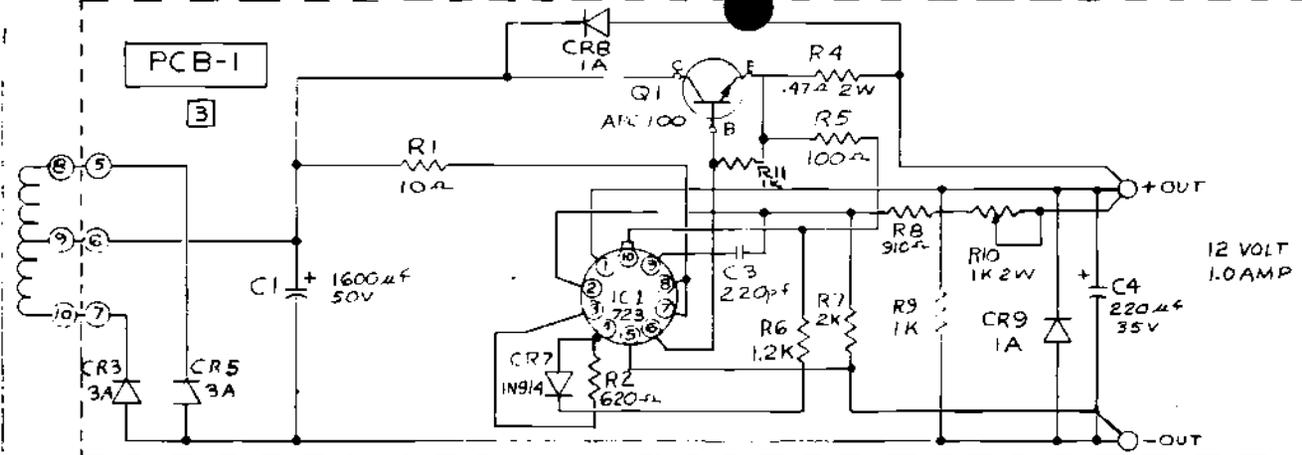 PCB-1
3
CR8
1A
C
E
R4
Q1
.47Ω 2W
B
R5
100Ω
R1
10Ω
R11
1K
8
5
9
6
10
7
+OUT
R8
910Ω
R10
1K 2W
12 VOLT
1.0 AMP
C1
+
1600µf
50V
1
10
9
2
8
3
IC1
723
7
4
5
6
C3
220pf
R6
1.2K
R7
2K
R9
1K
CR9
1A
+
C4
220µf
35V
CR3
3A
CR5
3A
CR7
1N914
R2
620Ω
-OUT